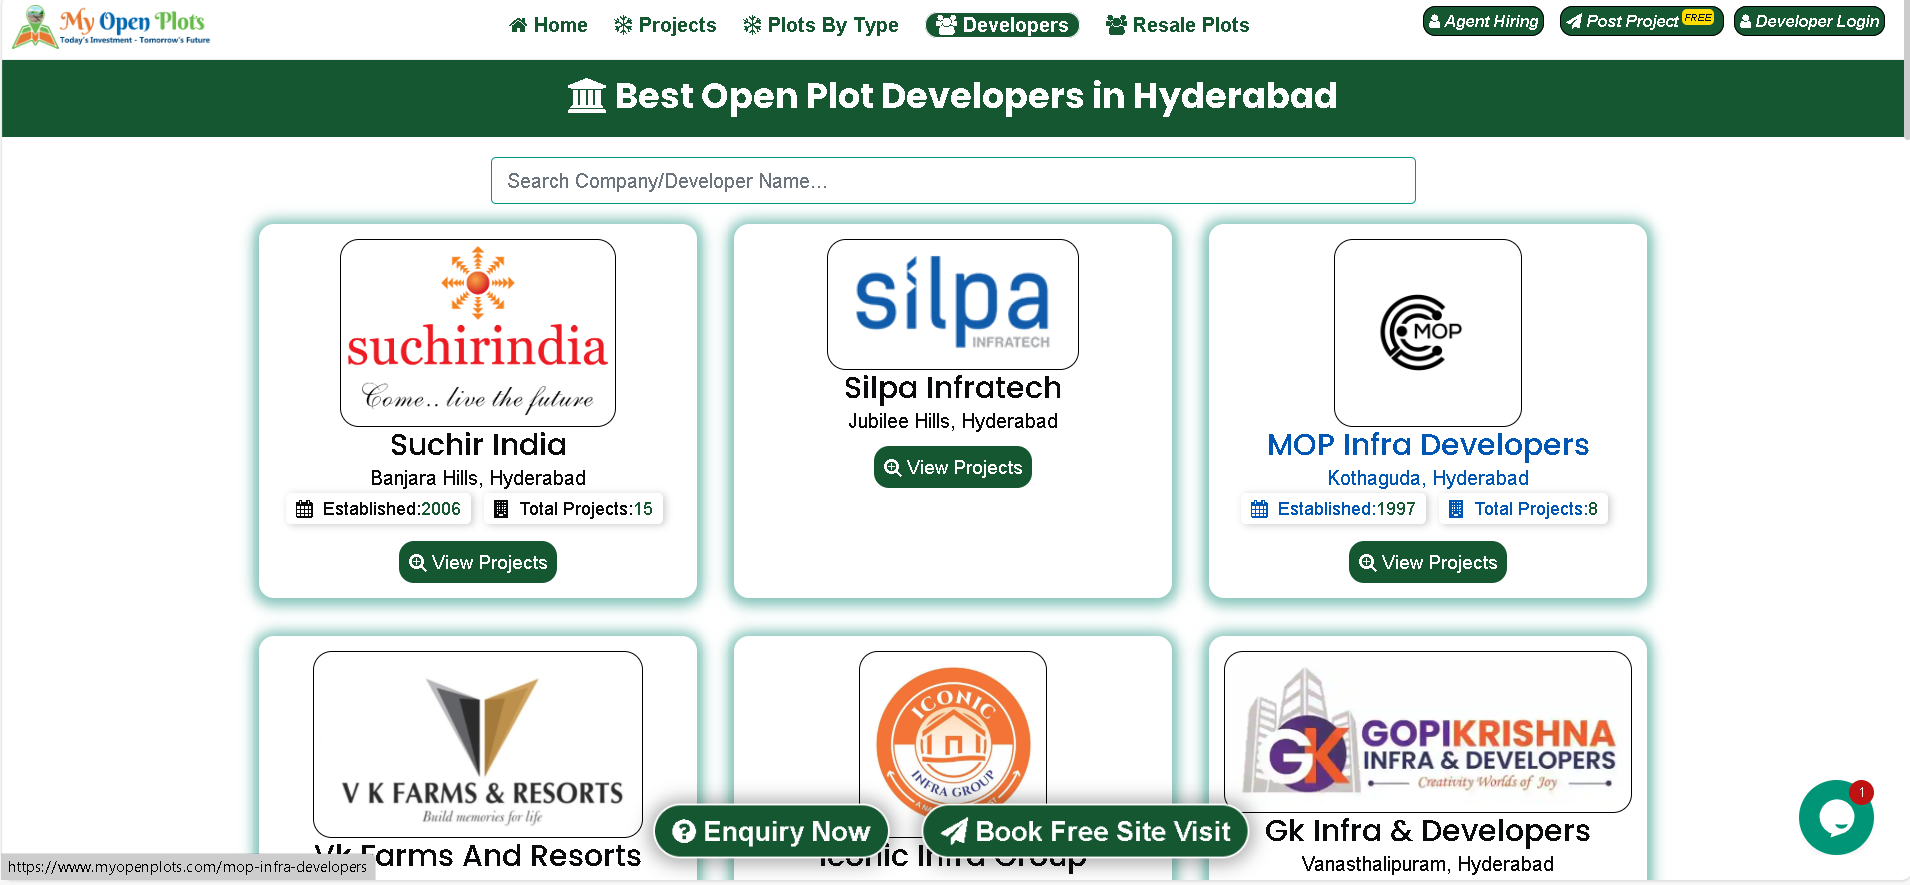 My Open Plots
Today's Investment - Tomorrow's Future
Home
Projects
Plots By Type
Developers
Resale Plots
Agent Hiring
Post Project FREE
Developer Login
Best Open Plot Developers in Hyderabad
Search Company/Developer Name...
suchirindia
Come.. live the future
Suchir India
Banjara Hills, Hyderabad
Established:2006
Total Projects:15
View Projects
silpa
INFRATECH
Silpa Infratech
Jubilee Hills, Hyderabad
View Projects
MOP
MOP Infra Developers
Kothaguda, Hyderabad
Established:1997
Total Projects:8
View Projects
V K FARMS & RESORTS
Build memories for life
Vk Farms And Resorts
ICONIC
INFRA GROUP
Iconic Infra Group
GK
GOPIKRISHNA
INFRA & DEVELOPERS
Creativity Worlds of Joy
Gk Infra & Developers
Vanasthalipuram, Hyderabad
Enquiry Now
Book Free Site Visit
1
https://www.myopenplots.com/mop-infra-developers